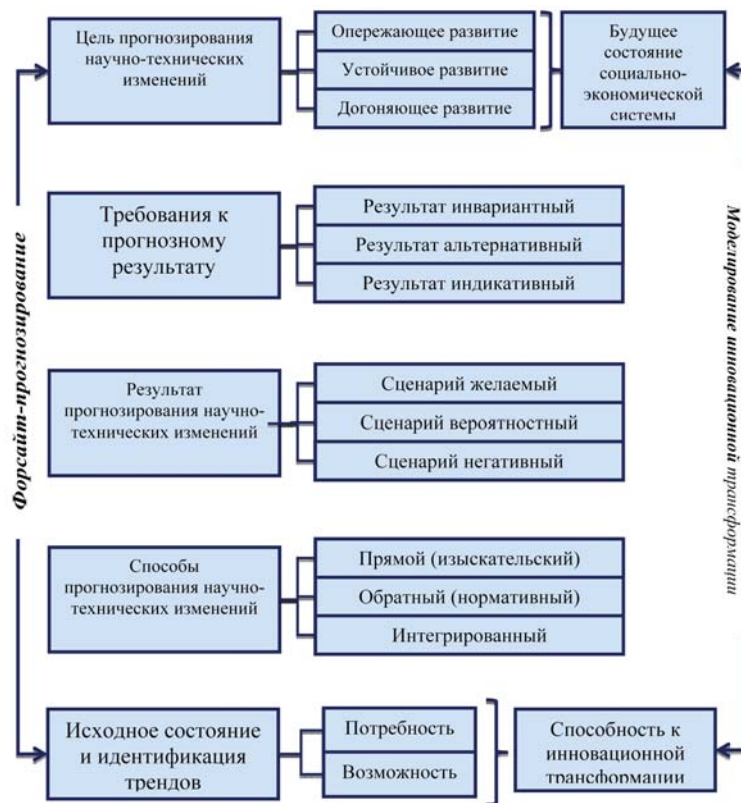 Цель прогнозирования
научно-технических
изменений
Опережающее развитие
Устойчивое развитие
Догоняющее развитие
Будущее
состояние
социально-
экономической
системы
Требования к
прогнозному
результату
Результат инвариантный
Результат альтернативный
Результат индикативный
Форсайт-прогнозирование
Моделирование инновационной трансформации
Результат
прогнозирования научно-
технических изменений
Сценарий желаемый
Сценарий вероятностный
Сценарий негативный
Способы
прогнозирования научно-
технических изменений
Прямой (изыскательский)
Обратный (нормативный)
Интегрированный
Исходное состояние
и идентификация
трендов
Потребность
Возможность
Способность к
инновационной
трансформации